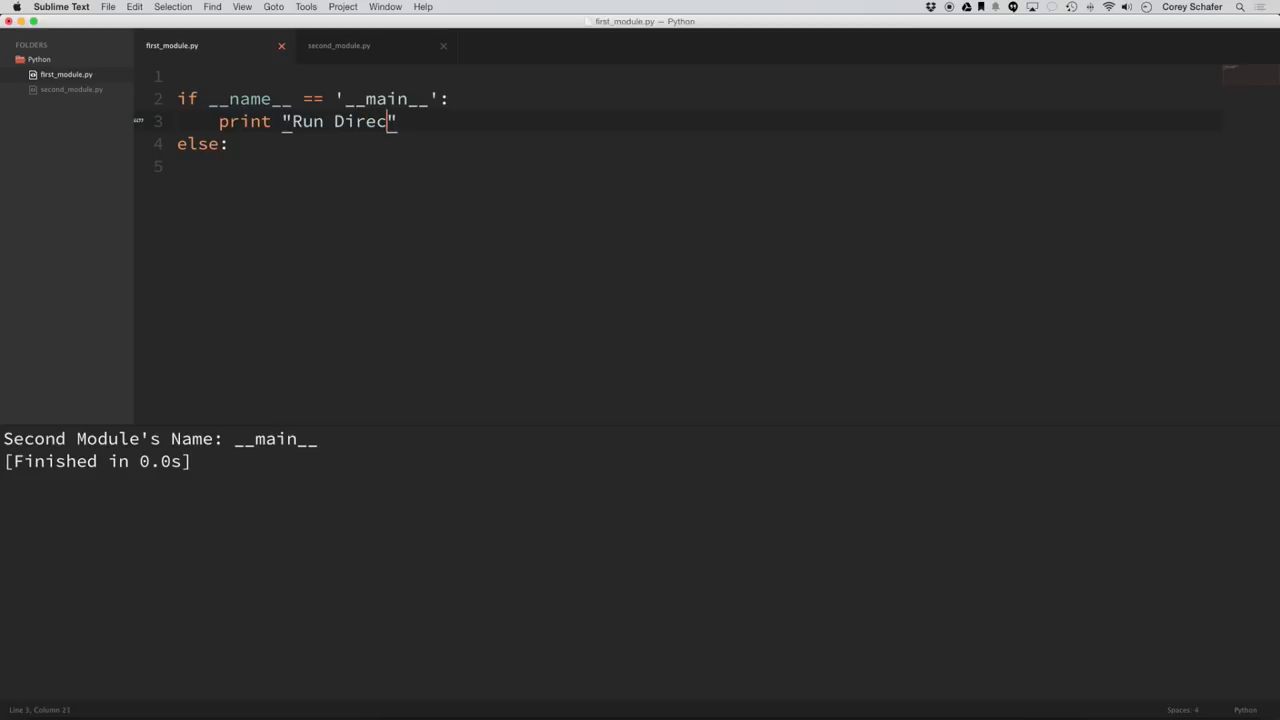 Sublime Text File Edit Selection Find View Goto Tools Project Window Help Corey Schafer
first_module.py — Python
FOLDERS
Python
first_module.py
second_module.py
first_module.py second_module.py
1
2 if __name__ == '__main__':
3 print "Run Direc"
4 else:
5
Second Module's Name: __main__
[Finished in 0.0s]
Line 3, Column 21 Spaces: 4 Python